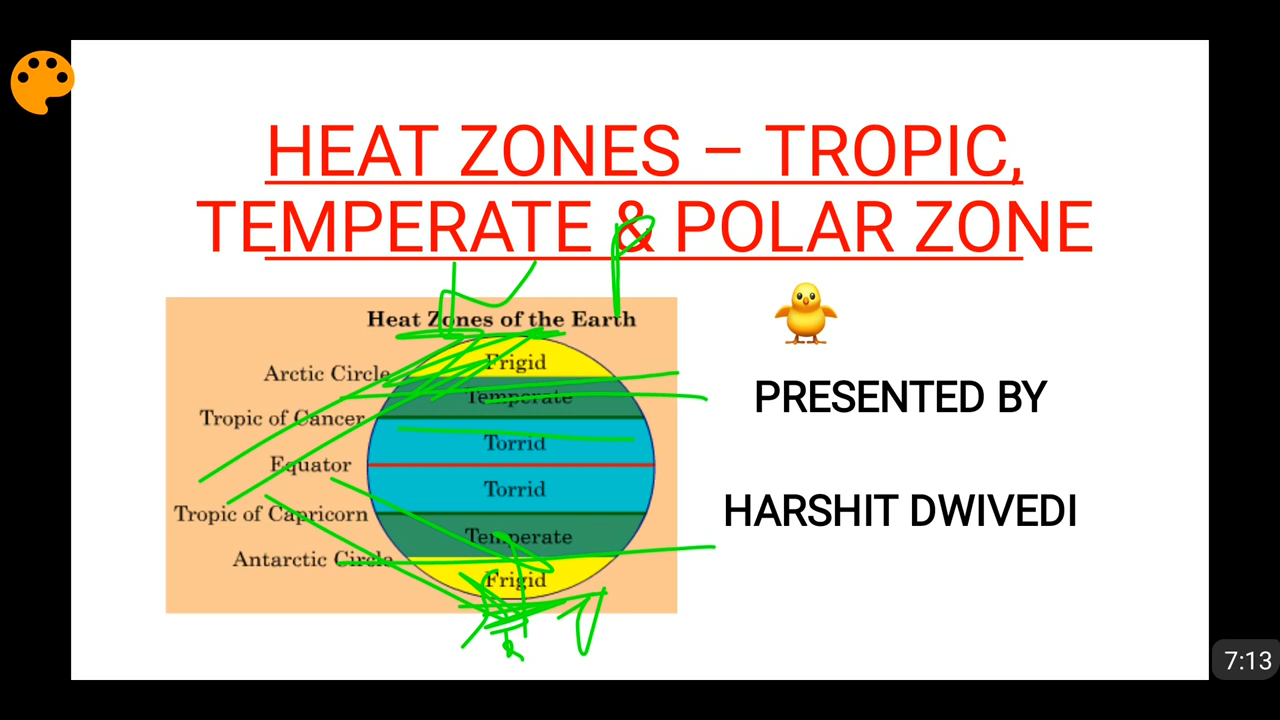 HEAT ZONES – TROPIC,
TEMPERATE & POLAR ZONE
Heat Zones of the Earth
Frigid
Arctic Circle
Temperate
Tropic of Cancer
Torrid
Equator
Torrid
Tropic of Capricorn
Temperate
Antarctic Circle
Frigid
PRESENTED BY
HARSHIT DWIVEDI
7:13